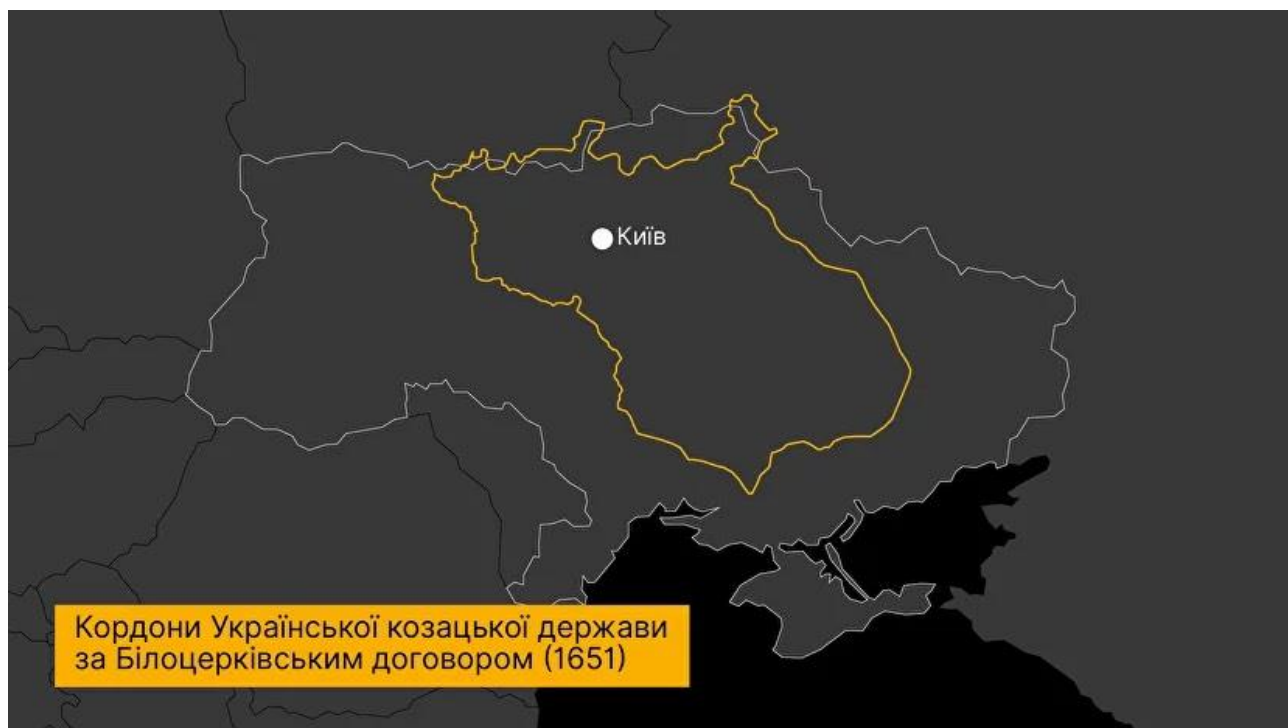 Київ
Кордони Української козацької держави
за Білоцерківським договором (1651)